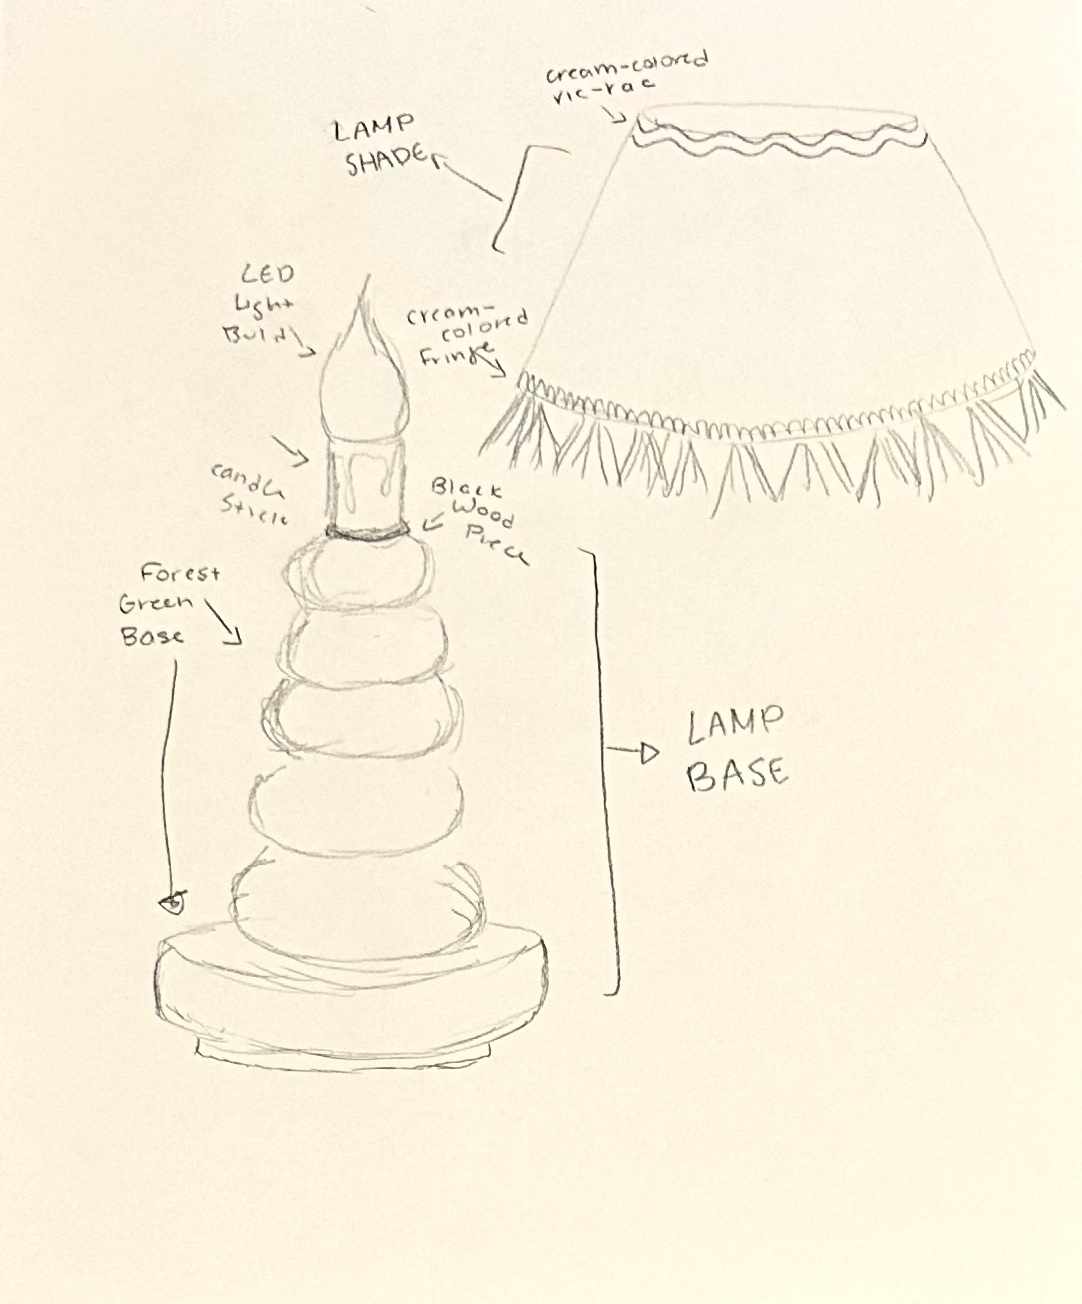 cream-colored
ric-rac
LAMP
SHADE
LED
Light
Bulb
cream-
colored
Fringe
candle
Stick
Black
Wood
Piece
Forest
Green
Base
LAMP
BASE